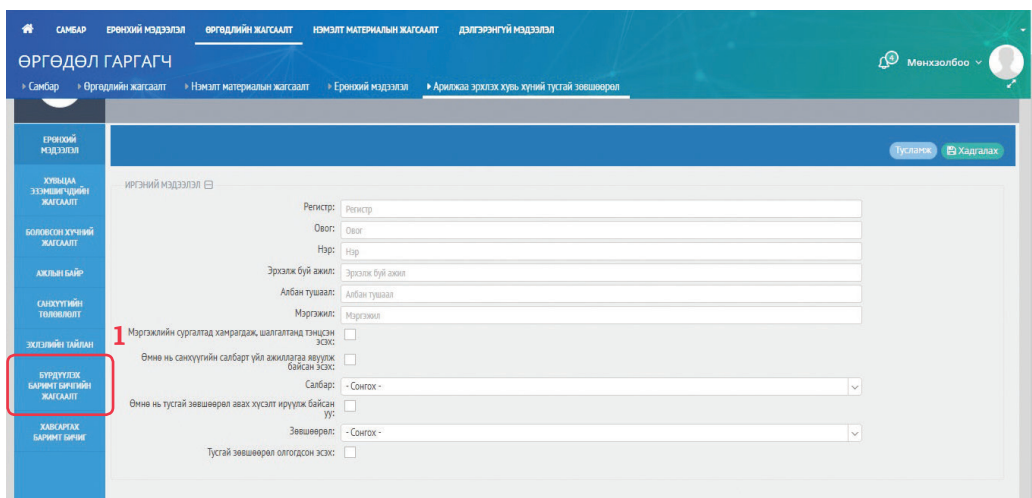 САМБАР ЕРӨНХИЙ МЭДЭЭЛЭЛ ӨРГӨДЛИЙН ЖАГСААЛТ НЭМЭЛТ МАТЕРИАЛЫН ЖАГСААЛТ ДЭЛГЭРЭНГҮЙ МЭДЭЭЛЭЛ
ӨРГӨДӨЛ ГАРГАГЧ
4 Мөнхзолбоо
Самбар Өргөдлийн жагсаалт Нэмэлт материалын жагсаалт Ерөнхий мэдээлэл Арилжаа эрхлэх хувь хүний тусгай зөвшөөрөл
ЕРӨНХИЙ
МЭДЭЭЛЭЛ
Тусламж Хадгалах
ХУВЬЦАА
ЭЗЭМШИГЧДИЙН
ЖАГСААЛТ
БОЛОВСОН ХҮЧНИЙ
ЖАГСААЛТ
АЖЛЫН БАЙР
САНХҮҮГИЙН
ТӨЛӨВЛӨЛТ
ЭХЛЭЛИЙН ТАЙЛАН
1
БҮРДҮҮЛЭХ
БАРИМТ БИЧГИЙН
ЖАГСААЛТ
ХАВСАРГАХ
БАРИМТ БИЧИГ
ИРГЭНИЙ МЭДЭЭЛЭЛ
Регистр: Регистр
Овог: Овог
Нэр: Нэр
Эрхэлж буй ажил: Эрхэлж буй ажил
Албан тушаал: Албан тушаал
Мэргэжил: Мэргэжил
Мэргэжлийн сургалтад хамрагдаж, шалгалтанд тэнцсэн
эсэх:
Өмнө нь санхүүгийн салбарт үйл ажиллагаа явуулж
байсан эсэх:
Салбар: - Сонгох -
Өмнө нь тусгай зөвшөөрөл авах хүсэлт ирүүлж байсан
уу:
Зөвшөөрөл: - Сонгох -
Тусгай зөвшөөрөл олгогдсон эсэх: